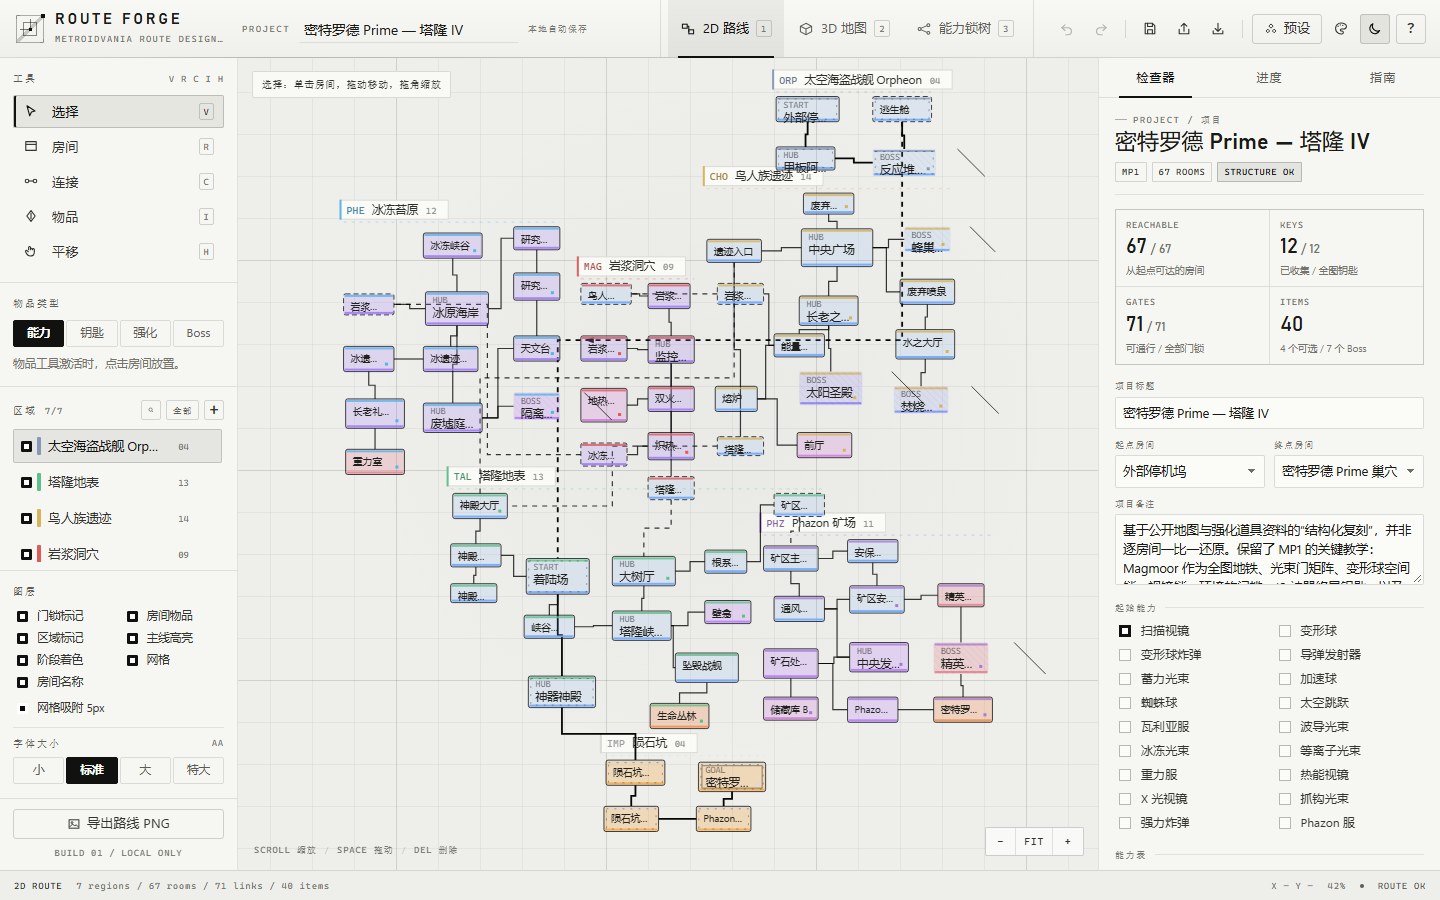 ROUTE FORGE
METROIDVANIA ROUTE DESIGN…
PROJECT
密特罗德 Prime — 塔隆 IV
本地自动保存
2D 路线 1
3D 地图 2
能力锁树 3
预设
?
工具
V R C I H
选择 V
房间 R
连接 C
物品 I
平移 H
物品类型
能力
钥匙
强化
Boss
物品工具激活时，点击房间放置。
区域 7/7
全部
+
太空海盗战舰 Orp... 04
塔隆地表 13
鸟人族遗迹 14
岩浆洞穴 09
图层
门锁标记
房间物品
区域标记
主线高亮
阶段着色
网格
房间名称
网格吸附 5px
字体大小
AA
小
标准
大
特大
导出路线 PNG
BUILD 01 / LOCAL ONLY
选择：单击房间，拖动移动，拖角缩放
ORP 太空海盗战舰 Orpheon 04
START
外部停…
逃生舱
HUB
甲板阿…
BOSS
反应堆…
CHO 鸟人族遗迹 14
废弃…
PHE 冰冻苔原 12
冰冻峡谷
研究…
遗迹入口
HUB
中央广场
BOSS
蜂巢…
MAG 岩浆洞穴 09
研究…
岩浆…
HUB
冰原海岸
鸟人…
岩浆…
岩浆…
废弃喷泉
HUB
长老之…
冰遗…
冰遗迹…
天文台
岩浆…
HUB
监控…
能量…
水之大厅
BOSS
太阳圣殿
BOSS
焚烧…
长老礼…
HUB
废墟庭…
BOSS
隔离…
地热…
双火…
熔炉
重力室
冰冻…
炽热…
塔隆…
前厅
TAL 塔隆地表 13
神殿大厅
塔隆…
矿区…
PHZ Phazon 矿场 11
神殿…
START
着陆场
大树厅
根系…
矿区主…
安保…
神殿…
峡谷…
HUB
塔隆峡…
壁龛
通风…
矿区安…
精英…
坠毁战舰
矿石处…
HUB
中央发…
BOSS
精英…
HUB
神器神殿
生命丛林
储藏库 B
Phazo…
密特罗…
IMP 陨石坑 04
陨石坑…
GOAL
密特罗…
陨石坑…
Phazon…
SCROLL 缩放 / SPACE 拖动 / DEL 删除
−
FIT
+
检查器
进度
指南
PROJECT / 项目
密特罗德 Prime — 塔隆 IV
MP1
67 ROOMS
STRUCTURE OK
REACHABLE
67 / 67
从起点可达的房间
KEYS
12 / 12
已收集 / 全图钥匙
GATES
71 / 71
可通行 / 全部门锁
ITEMS
40
4 个可选 / 7 个 Boss
项目标题
密特罗德 Prime — 塔隆 IV
起点房间
终点房间
外部停机坞
密特罗德 Prime 巢穴
项目备注
基于公开地图与强化道具资料的“结构化复刻”，并非
逐房间一比一还原。保留了 MP1 的关键教学：
Magmoor 作为全图地铁、光束门矩阵、变形球空间
起始能力
扫描视镜
变形球
变形球炸弹
导弹发射器
蓄力光束
加速球
蜘蛛球
太空跳跃
瓦利亚服
波导光束
冰冻光束
等离子光束
重力服
热能视镜
X 光视镜
抓钩光束
强力炸弹
Phazon 服
能力表
2D ROUTE
7 regions / 67 rooms / 71 links / 40 items
X — Y —
42%
ROUTE OK